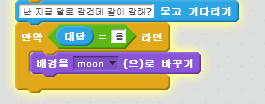 난 지금 달로 갈건데 같이 갈래? 묻고 기다리기
만약 대답 = 응 라면
배경을 moon (으)로 바꾸기